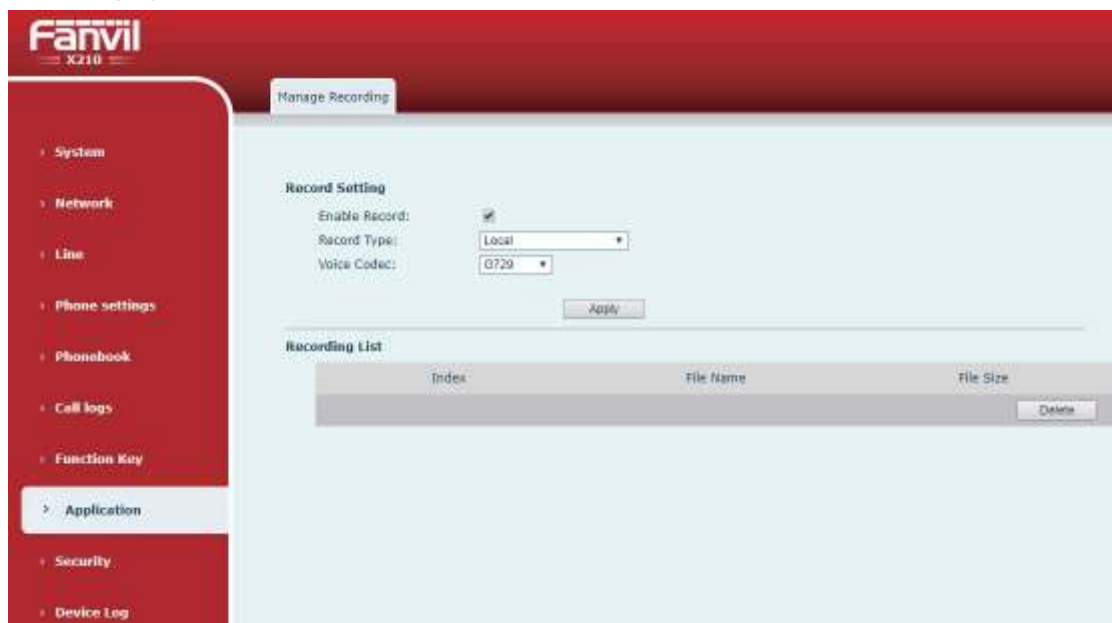 Fanvil
X210
Manage Recording
System
Network
Line
Phone settings
Phonebook
Call logs
Function Key
Application
Security
Device Log
Record Setting
Enable Record:
Record Type: Local
Voice Codec: G729
Apply
Recording List
Index File Name File Size
Delete